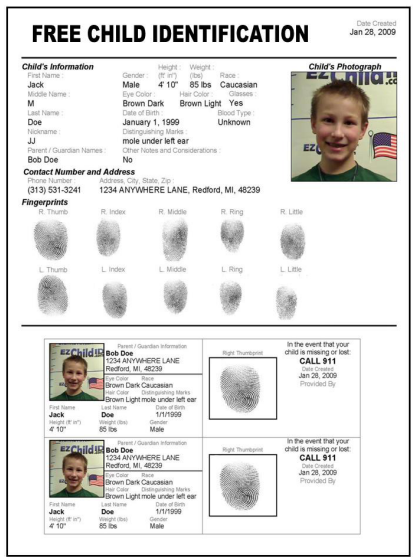 FREE CHILD IDENTIFICATION
Date Created
Jan 28, 2009
Child's Information
Child's Photograph
First Name :
Jack
Gender :
Male
Height :
(ft' in")
4' 10"
Weight :
(lbs)
85 lbs
Race :
Caucasian
Middle Name :
M
Eye Color :
Brown Dark
Hair Color :
Brown Light
Glasses :
Yes
Last Name :
Doe
Date of Birth :
January 1, 1999
Blood Type :
Unknown
Nickname :
JJ
Distinguishing Marks :
mole under left ear
Parent / Guardian Names :
Bob Doe
Other Notes and Considerations :
No
EZChild
EZ
Contact Number and Address
Phone Number :
(313) 531-3241
Address, City, State, Zip :
1234 ANYWHERE LANE, Redford, MI, 48239
Fingerprints
R. Thumb
R. Index
R. Middle
R. Ring
R. Little
L. Thumb
L. Index
L. Middle
L. Ring
L. Little
EZChildID
Parent / Guardian Information
Bob Doe
1234 ANYWHERE LANE
Redford, MI, 48239
Eye Color
Race
Brown Dark Caucasian
Hair Color
Distinguishing Marks
Brown Light mole under left ear
First Name
Last Name
Date of Birth
Jack
Doe
1/1/1999
Height (ft' in")
Weight (lbs)
Gender
4' 10"
85 lbs
Male
Right Thumbprint
In the event that your
child is missing or lost:
CALL 911
Date Created
Jan 28, 2009
Provided By
EZChildID
Parent / Guardian Information
Bob Doe
1234 ANYWHERE LANE
Redford, MI, 48239
Eye Color
Race
Brown Dark Caucasian
Hair Color
Distinguishing Marks
Brown Light mole under left ear
First Name
Last Name
Date of Birth
Jack
Doe
1/1/1999
Height (ft' in")
Weight (lbs)
Gender
4' 10"
85 lbs
Male
Right Thumbprint
In the event that your
child is missing or lost:
CALL 911
Date Created
Jan 28, 2009
Provided By